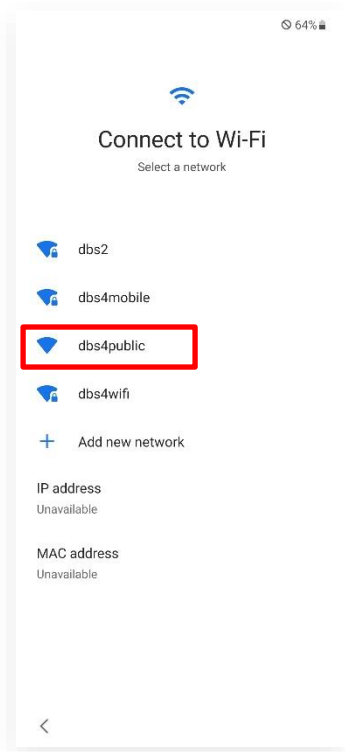 64%
Connect to Wi-Fi
Select a network
dbs2
dbs4mobile
dbs4public
dbs4wifi
Add new network
IP address
Unavailable
MAC address
Unavailable